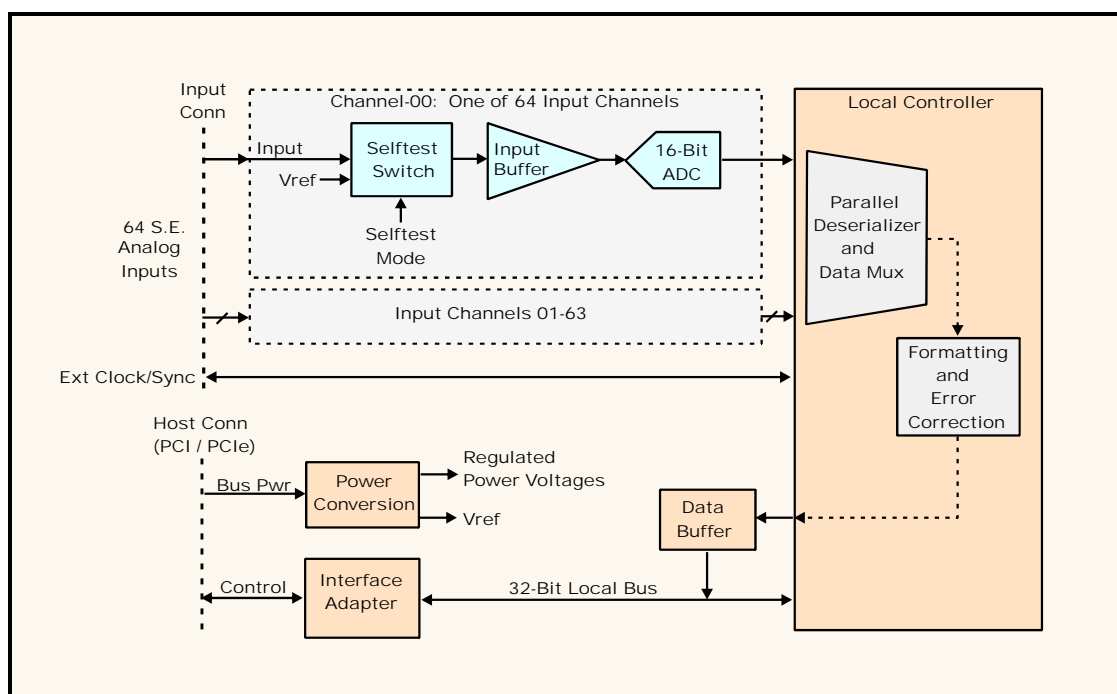 Input
Conn
Channel-00:  One of 64 Input Channels
Local Controller
Input
Vref
Selftest
Switch
Selftest
Mode
Input
Buffer
16-Bit
ADC
Parallel
Deserializer
and
Data Mux
64 S.E.
Analog
Inputs
Input Channels 01-63
Formatting
and
Error
Correction
Ext Clock/Sync
Host Conn
(PCI / PCIe)
Bus Pwr
Power
Conversion
Regulated
Power Voltages
Vref
Data
Buffer
Control
Interface
Adapter
32-Bit Local Bus